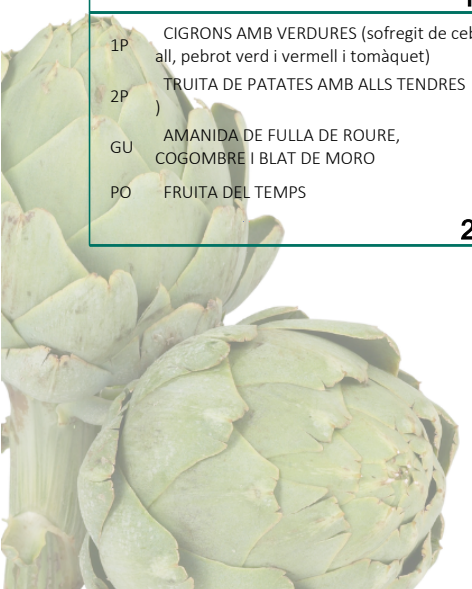 1P CIGRONS AMB VERDURES (sofregit de
all, pebrot verd i vermell i tomàquet)
2P TRUITA DE PATATES AMB ALLS TENDRES
)
GU AMANIDA DE FULLA DE ROURE,
COGOMBRE I BLAT DE MORO
PO FRUITA DEL TEMPS
2